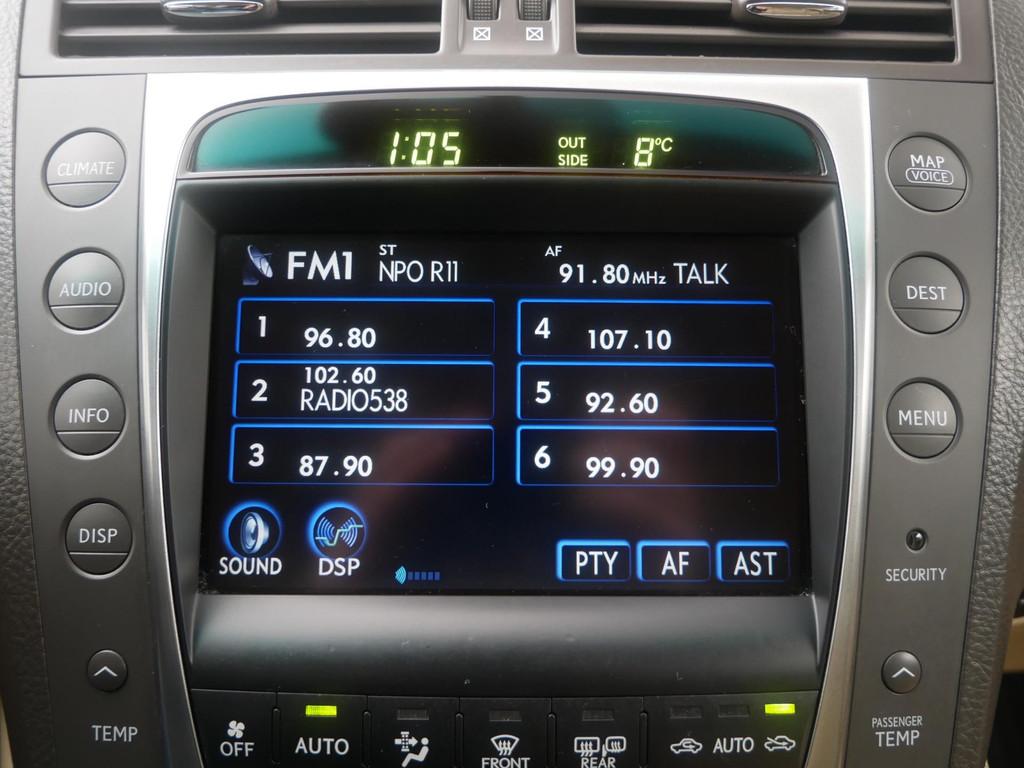 1:05 OUT SIDE 8°C
CLIMATE
AUDIO
INFO
DISP
TEMP
FM1 ST NPO R11 AF 91.80 MHz TALK
1 96.80
2 102.60 RADIO538
3 87.90
4 107.10
5 92.60
6 99.90
SOUND DSP PTY AF AST
MAP
VOICE
DEST
MENU
SECURITY
PASSENGER
TEMP
OFF AUTO FRONT REAR AUTO